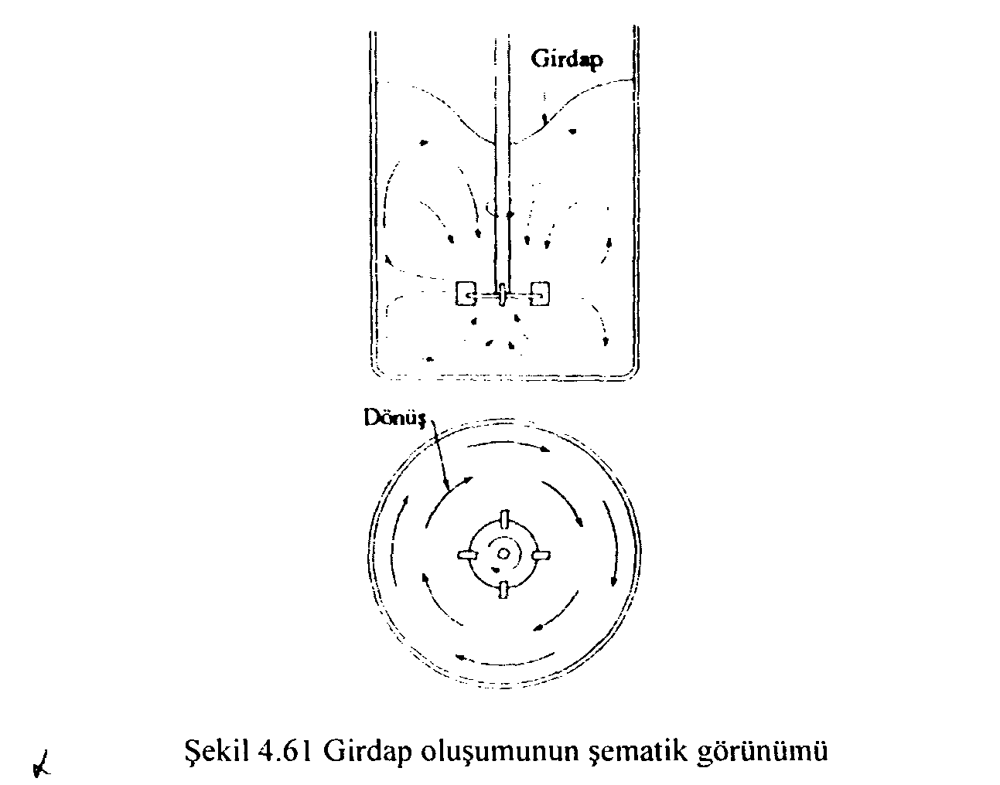 Girdap
Dönüş
Şekil 4.61 Girdap oluşumunun şematik görünümü